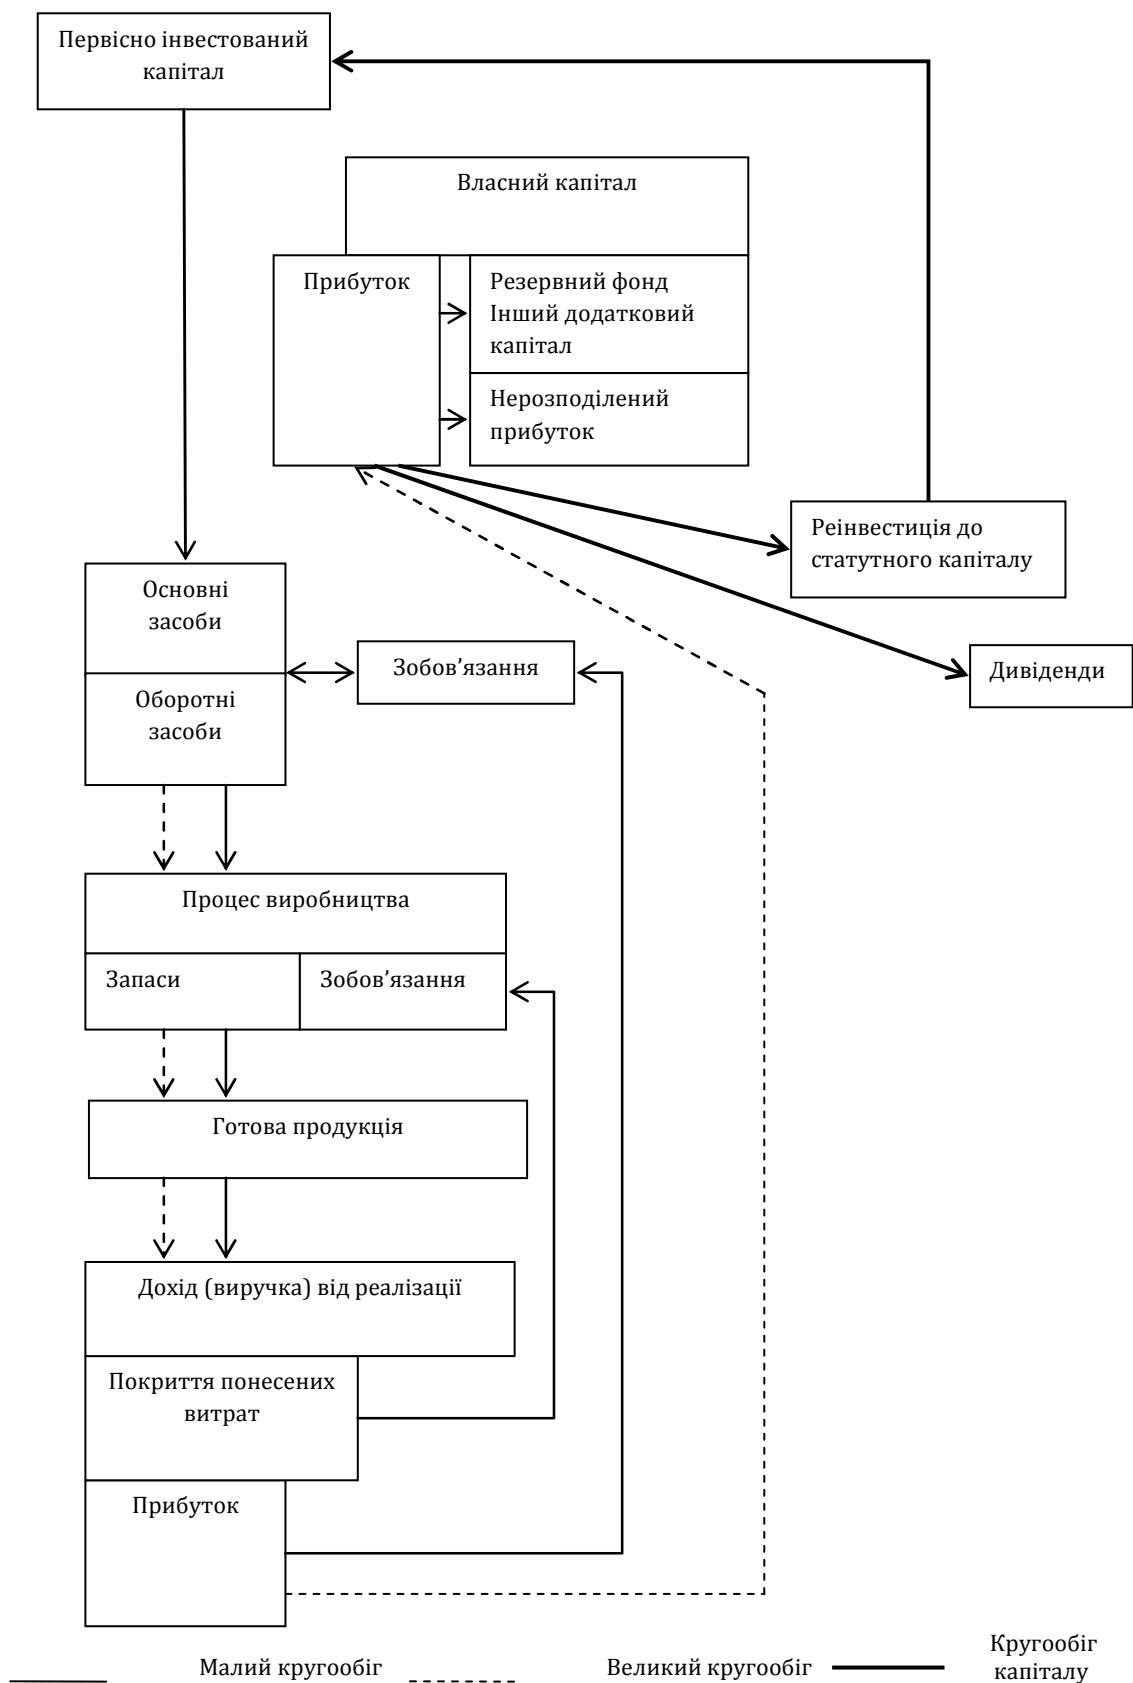 Первісно інвестований
капітал
Власний капітал
Прибуток
Резервний фонд
Інший додатковий
капітал
Нерозподілений
прибуток
Реінвестиція до
статутного капіталу
Основні
засоби
Зобов’язання
Дивіденди
Оборотні
засоби
Процес виробництва
Запаси
Зобов’язання
Готова продукція
Дохід (виручка) від реалізації
Покриття понесених
витрат
Прибуток
Малий кругообіг
Великий кругообіг
Кругообіг
капіталу